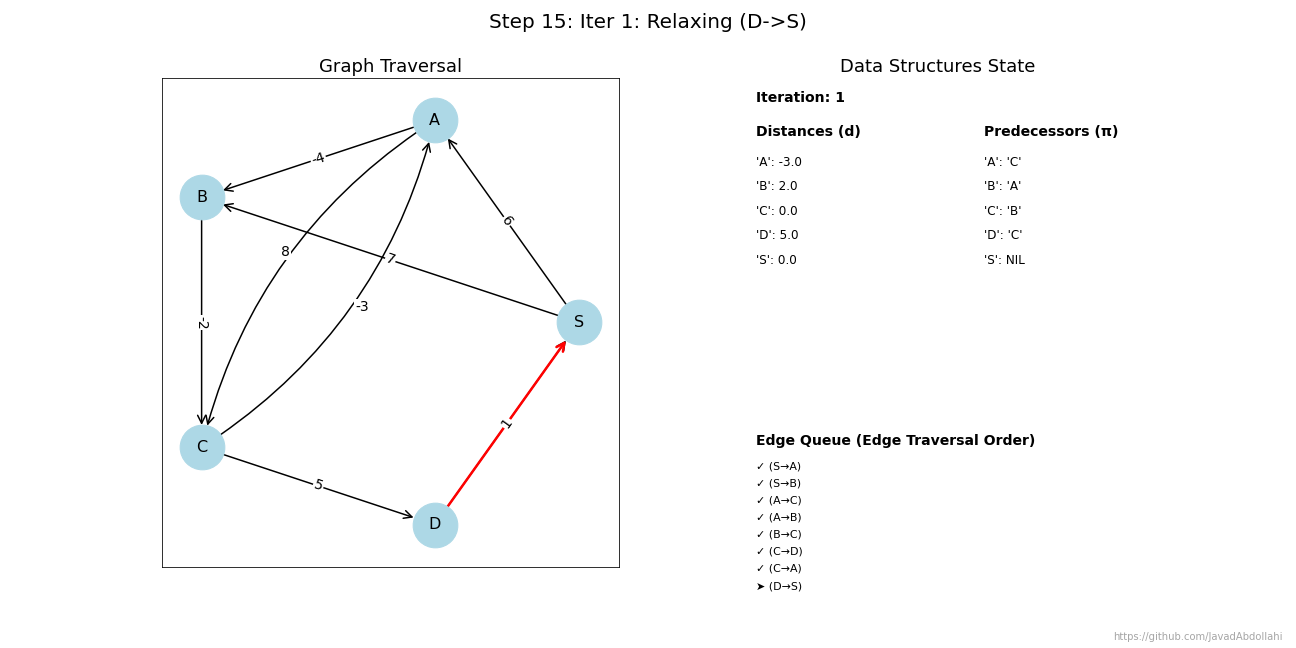 Step 15: Iter 1: Relaxing (D->S)
Graph Traversal
A
-4
B
6
8
7
-3
S
-2
1
C
5
D
Data Structures State
Iteration: 1
Distances (d)
Predecessors (π)
'A': -3.0
'A': 'C'
'B': 2.0
'B': 'A'
'C': 0.0
'C': 'B'
'D': 5.0
'D': 'C'
'S': 0.0
'S': NIL
Edge Queue (Edge Traversal Order)
✓ (S→A)
✓ (S→B)
✓ (A→C)
✓ (A→B)
✓ (B→C)
✓ (C→D)
✓ (C→A)
➤ (D→S)
https://github.com/JavadAbdollahi